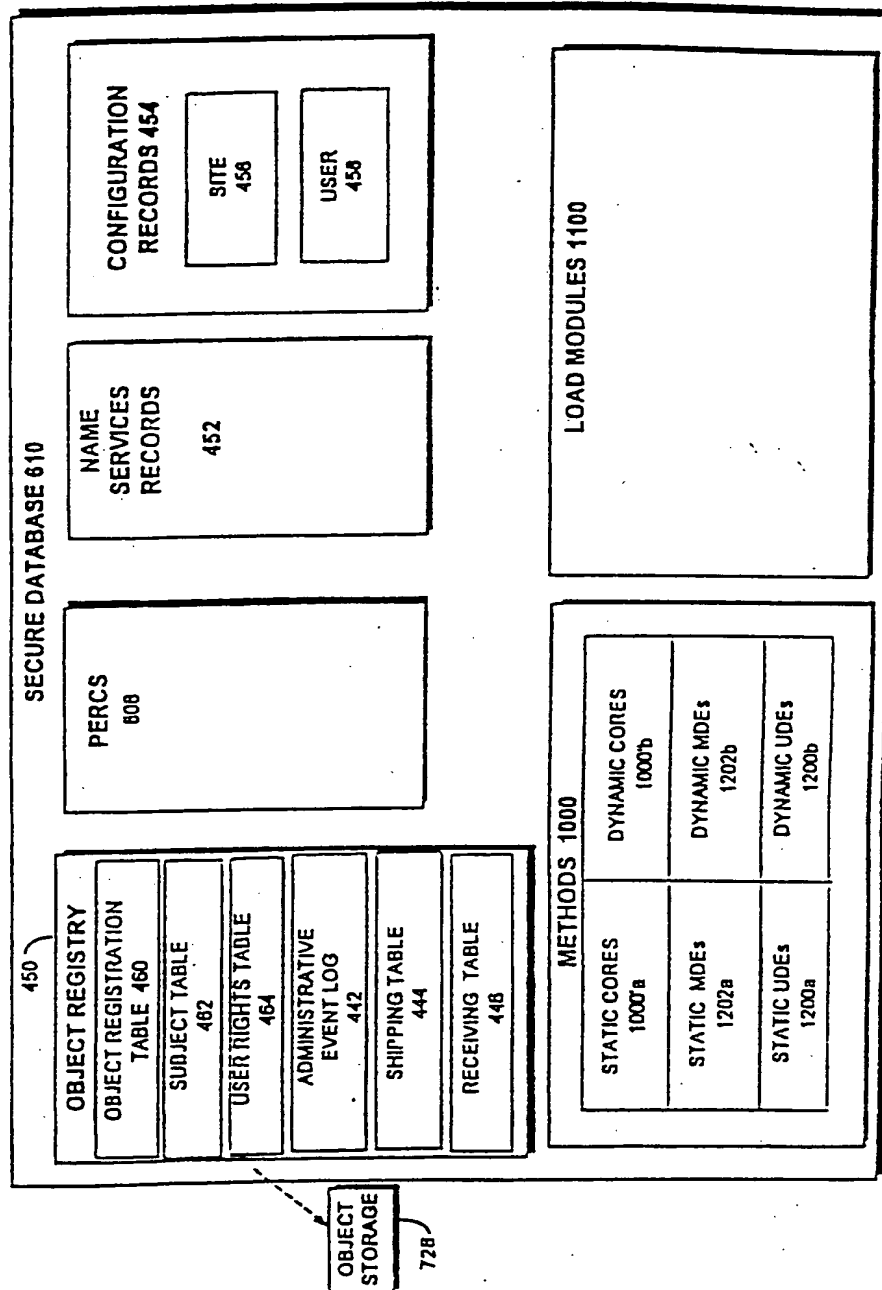 SECURE DATABASE 610
450
OBJECT REGISTRY
OBJECT REGISTRATION
TABLE 460
SUBJECT TABLE
462
USER RIGHTS TABLE
464
ADMINISTRATIVE
EVENT LOG
442
SHIPPING TABLE
444
RECEIVING TABLE
446
PERCS
808
NAME
SERVICES
RECORDS
452
CONFIGURATION
RECORDS 454
SITE
456
USER
458
OBJECT
STORAGE
728
METHODS 1000
STATIC CORES
1000'a
DYNAMIC CORES
1000'b
STATIC MDEs
1202a
DYNAMIC MDEs
1202b
STATIC UDEs
1200a
DYNAMIC UDEs
1200b
LOAD MODULES 1100